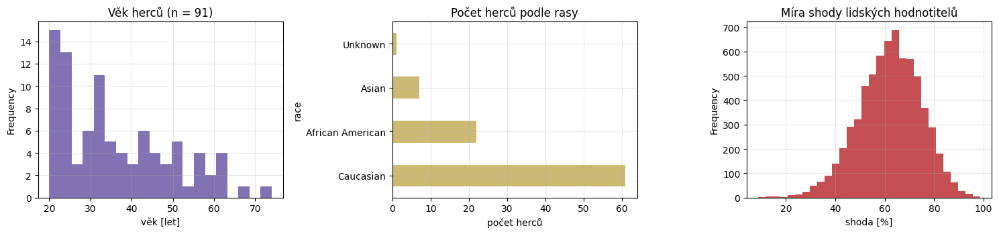 Věk herců (n = 91)
Frequency
14
12
10
8
6
4
2
0
20 30 40 50 60 70
věk [let]
Počet herců podle rasy
race
Unknown
Asian
African American
Caucasian
0 10 20 30 40 50 60
počet herců
Míra shody lidských hodnotitelů
Frequency
700
600
500
400
300
200
100
0
20 40 60 80 100
shoda [%]